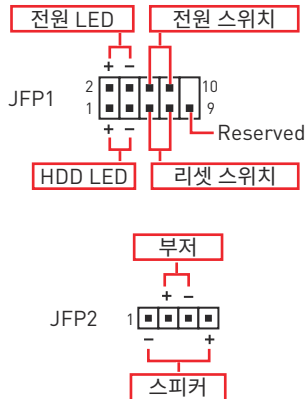 전원 LED 전원 스위치
+ −
JFP1
2 10
1 9
+ −
Reserved
HDD LED 리셋 스위치
부저
+ −
JFP2 1
− +
스피커